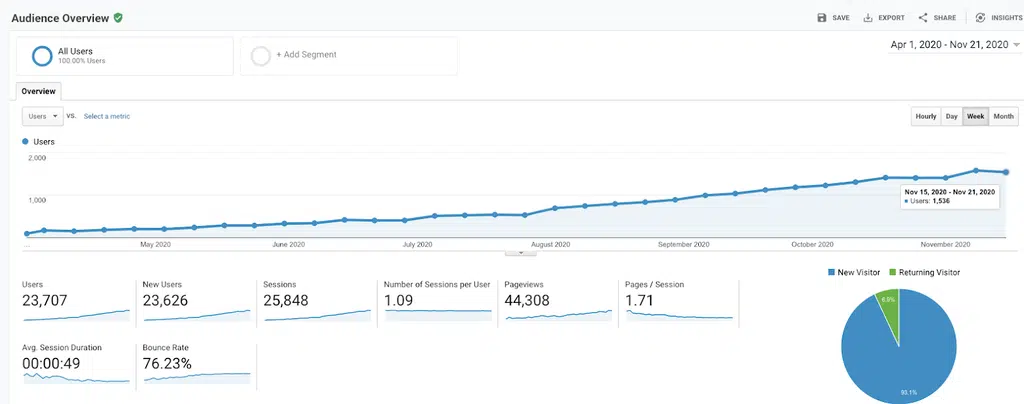 Audience Overview
SAVE EXPORT SHARE INSIGHTS
All Users
100.00% Users
+ Add Segment
Apr 1, 2020 - Nov 21, 2020
Overview
Users vs. Select a metric
Hourly Day Week Month
Users
2,000
1,000
Nov 15, 2020 - Nov 21, 2020
Users: 1,536
... May 2020 June 2020 July 2020 August 2020 September 2020 October 2020 November 2020
New Visitor Returning Visitor
Users
23,707
New Users
23,626
Sessions
25,848
Number of Sessions per User
1.09
Pageviews
44,308
Pages / Session
1.71
Avg. Session Duration
00:00:49
Bounce Rate
76.23%
6.9%
93.1%